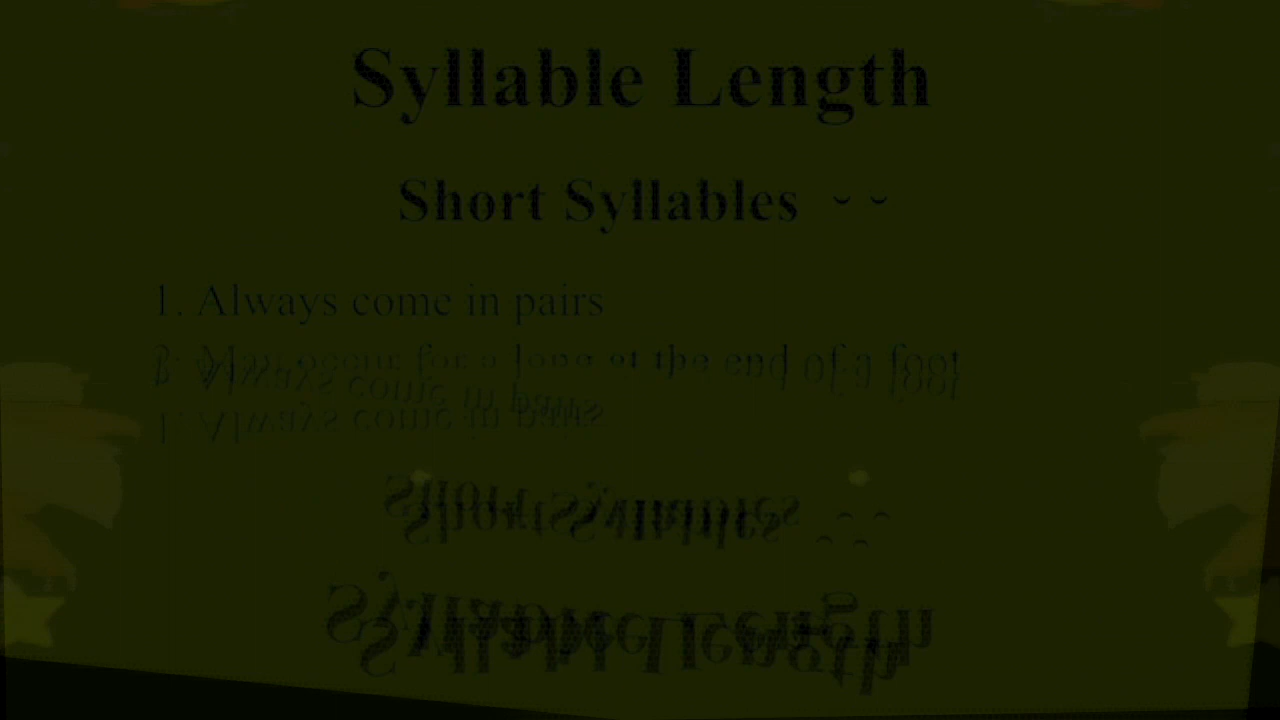 Syllable Length
Short Syllables ˘ ˘
1. Always come in pairs
2. May occur for a long at the end of a foot